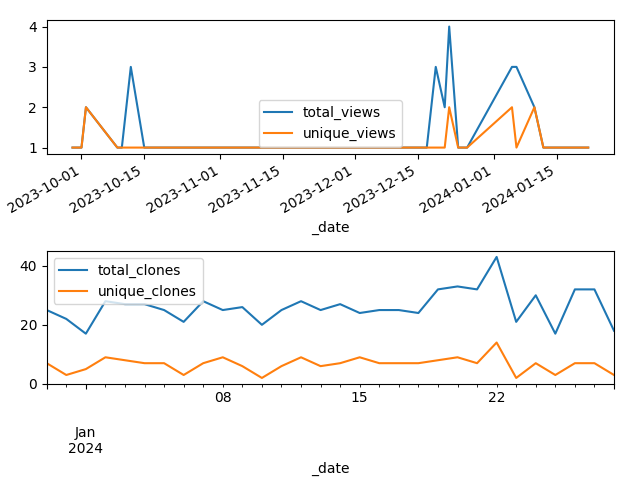 4
3
2
1
total_views
unique_views
2023-10-01
2023-10-15
2023-11-01
2023-11-15
2023-12-01
2023-12-15
2024-01-01
2024-01-15
_date
40
20
0
total_clones
unique_clones
08
15
22
Jan
2024
_date